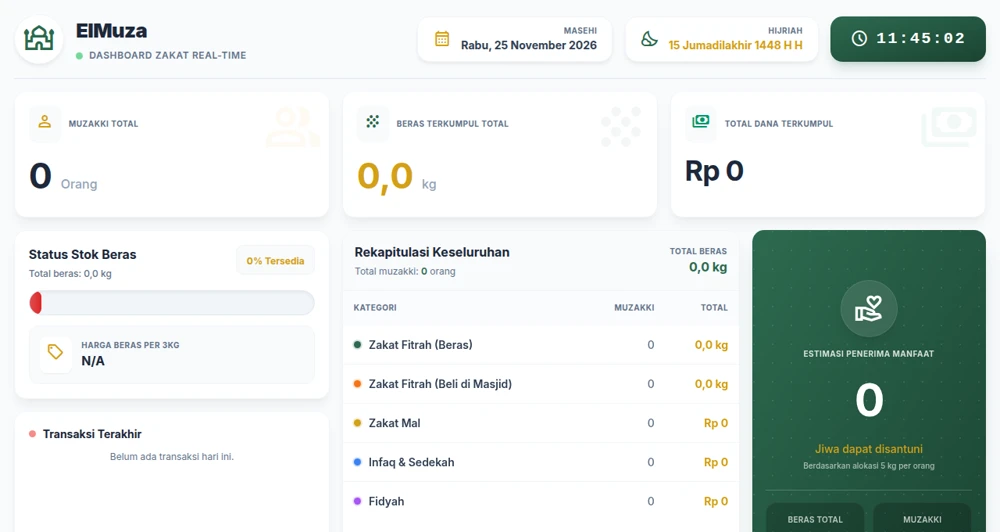 ElMuza
DASHBOARD ZAKAT REAL-TIME
MASEHI
Rabu, 25 November 2026
HIJRIAH
15 Jumadilakhir 1448 H H
11:45:02
MUZAKKI TOTAL
0 Orang
BERAS TERKUMPUL TOTAL
0,0 kg
TOTAL DANA TERKUMPUL
Rp 0
Status Stok Beras
Total beras: 0,0 kg
0% Tersedia
HARGA BERAS PER 3KG
N/A
Transaksi Terakhir
Belum ada transaksi hari ini.
Rekapitulasi Keseluruhan
Total muzakki: 0 orang
TOTAL BERAS
0,0 kg
KATEGORI MUZAKKI TOTAL
Zakat Fitrah (Beras) 0 0,0 kg
Zakat Fitrah (Beli di Masjid) 0 0,0 kg
Zakat Mal 0 Rp 0
Infaq & Sedekah 0 Rp 0
Fidyah 0 Rp 0
ESTIMASI PENERIMA MANFAAT
0
Jiwa dapat disantuni
Berdasarkan alokasi 5 kg per orang
BERAS TOTAL
MUZAKKI